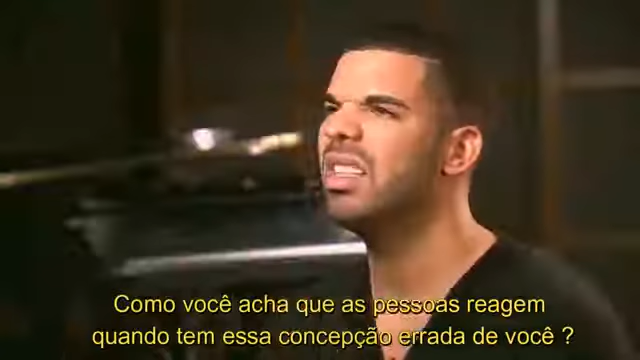 Como você acha que as pessoas reagem
quando tem essa concepção errada de você ?